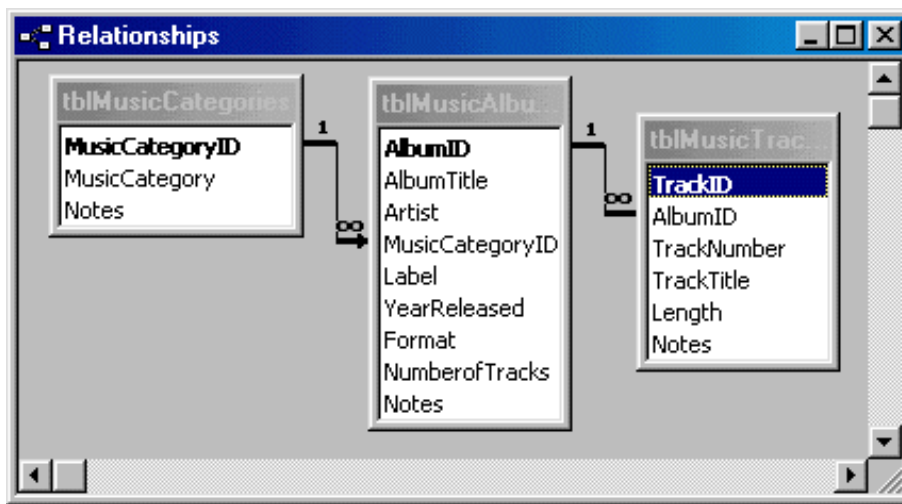 Relationships
tblMusicCategories
MusicCategoryID
MusicCategory
Notes
1
∞
tblMusicAlbu...
AlbumID
AlbumTitle
Artist
MusicCategoryID
Label
YearReleased
Format
NumberofTracks
Notes
1
∞
tblMusicTrac...
TrackID
AlbumID
TrackNumber
TrackTitle
Length
Notes